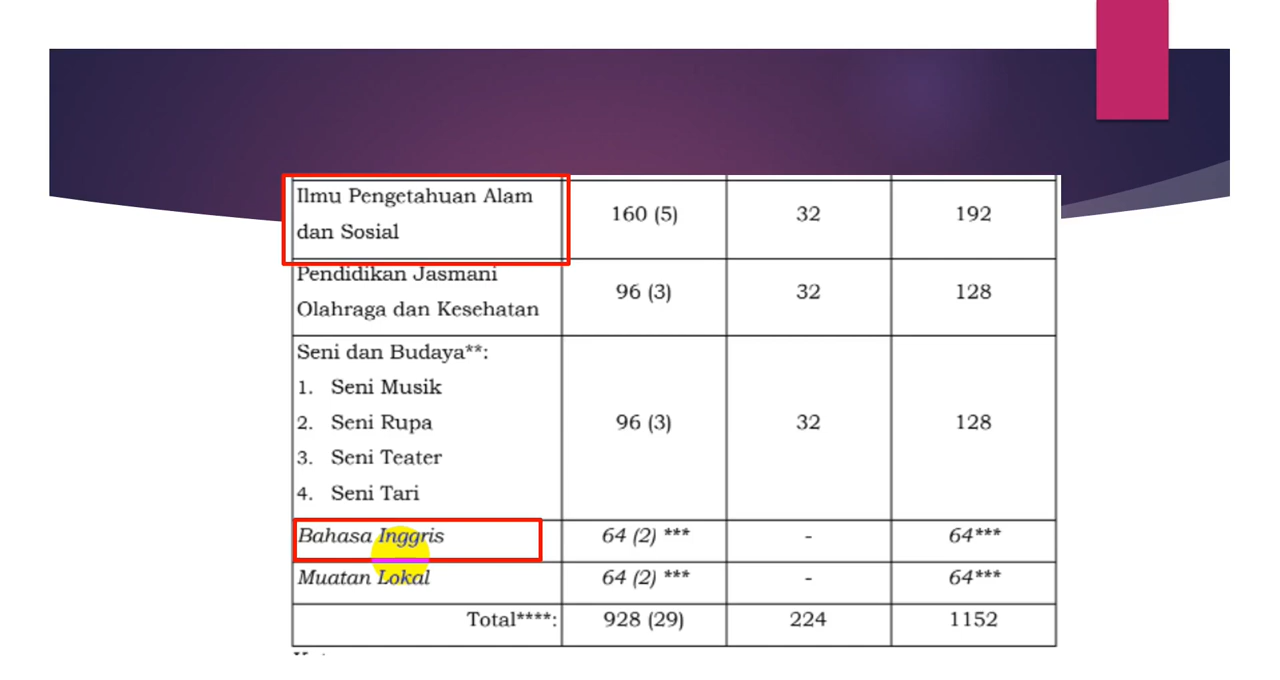 Ilmu Pengetahuan Alam
dan Sosial
160 (5)
32
192
Pendidikan Jasmani
Olahraga dan Kesehatan
96 (3)
32
128
Seni dan Budaya**:
1. Seni Musik
2. Seni Rupa
3. Seni Teater
4. Seni Tari
96 (3)
32
128
Bahasa Inggris
64 (2) ***
-
64***
Muatan Lokal
64 (2) ***
-
64***
Total****:
928 (29)
224
1152